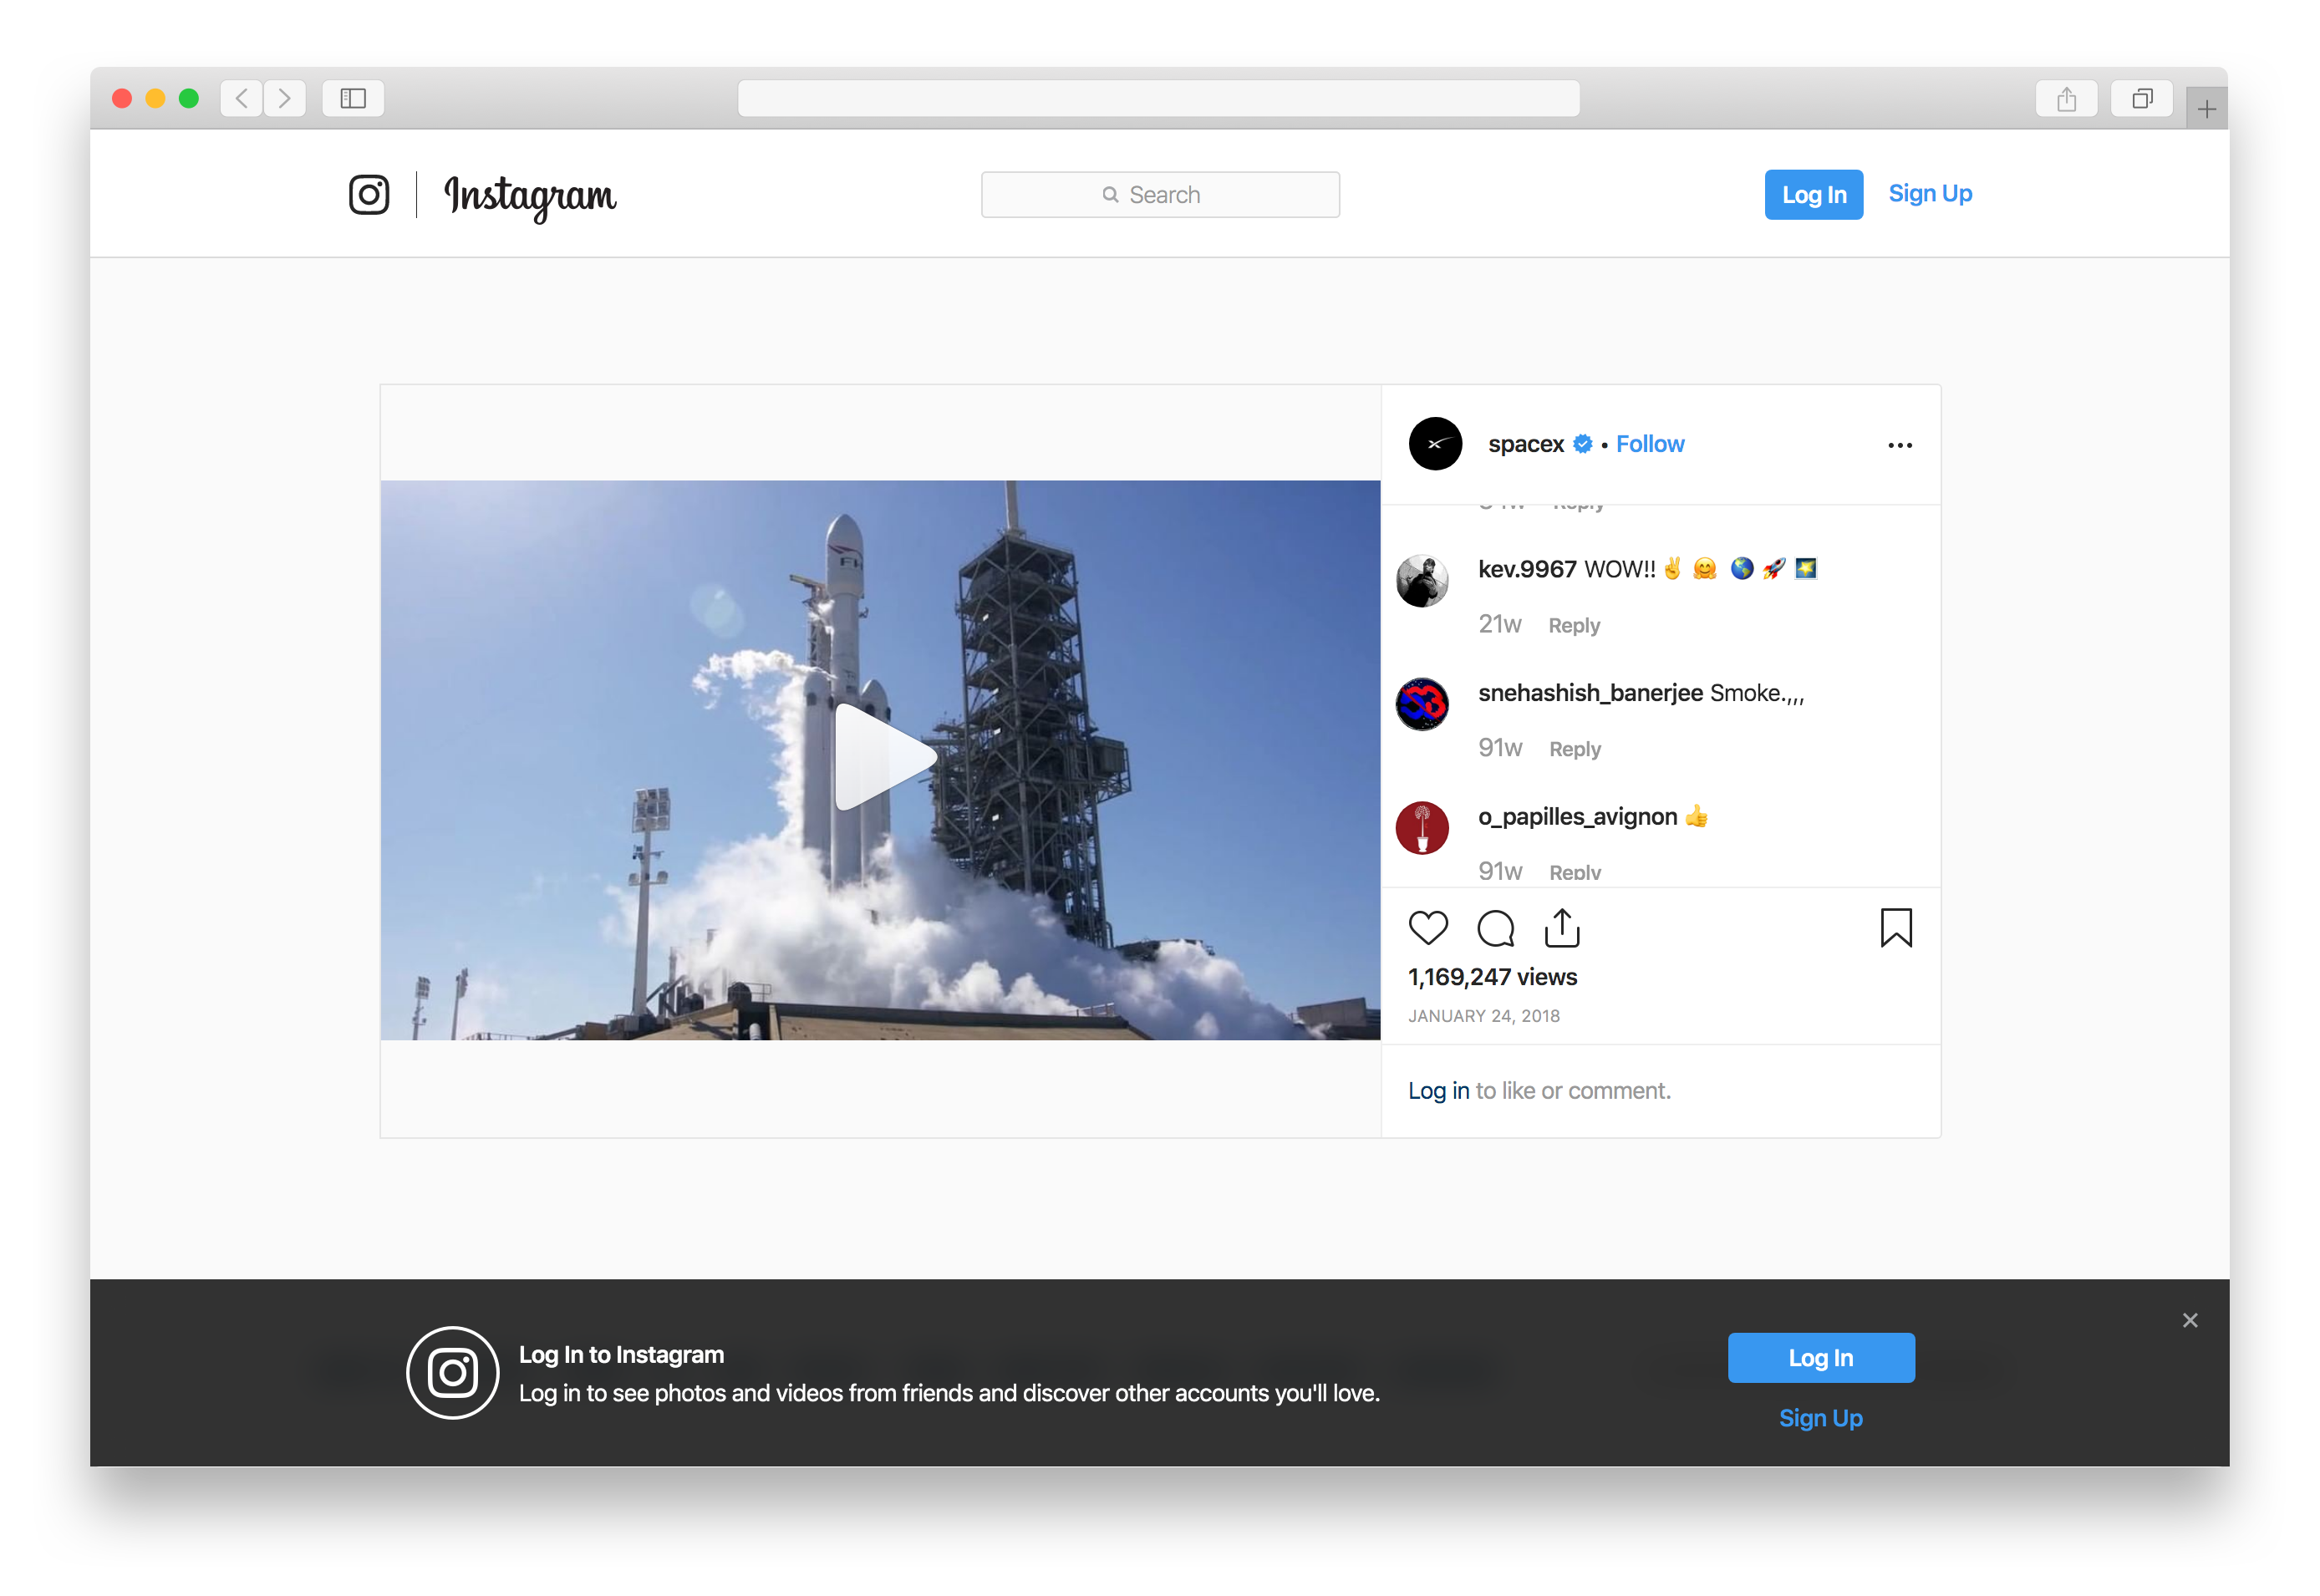 Instagram
Search
Log In
Sign Up
spacex • Follow
Reply
kev.9967 WOW!!✌️ 🤗 🌎 🚀 🌠
21w Reply
snehashish_banerjee Smoke.,,,
91w Reply
o_papilles_avignon 👍
91w Reply
1,169,247 views
JANUARY 24, 2018
Log in to like or comment.
FH
Log In to Instagram
Log in to see photos and videos from friends and discover other accounts you'll love.
Log In
Sign Up